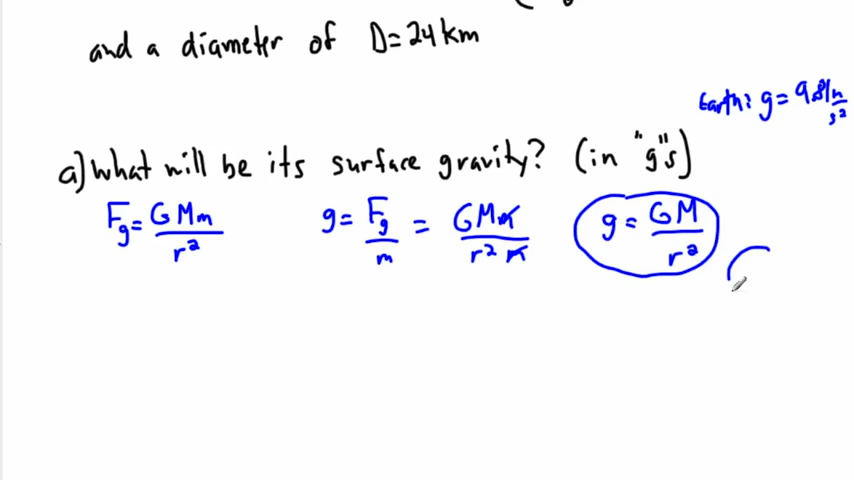 and a diameter of D=24km
Earth: g = 9.81 m/s²
a) What will be its surface gravity? (in "g"s)
Fg = GMm/r² g = Fg/m = GMm/r²m g = GM/r²